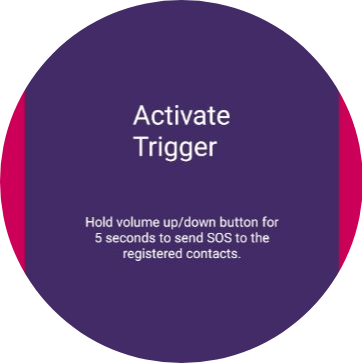 Activate
Trigger
Hold volume up/down button for
5 seconds to send SOS to the
registered contacts.